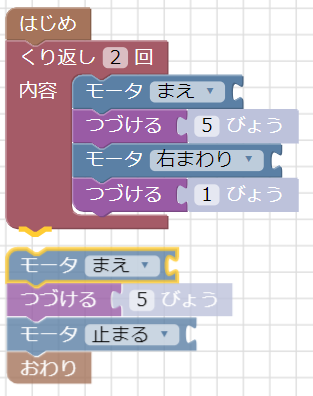 はじめ
くり返し 2 回
内容 モータ まえ
つづける 5 びょう
モータ 右まわり
つづける 1 びょう
モータ まえ
つづける 5 びょう
モータ 止まる
おわり